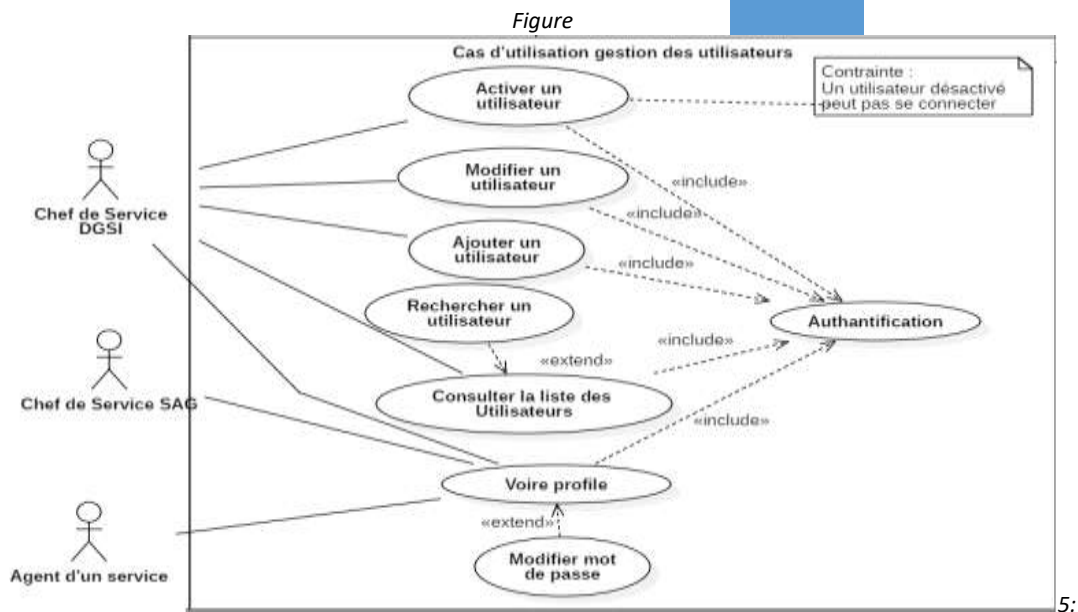 Figure
Cas d'utilisation gestion des utilisateurs
Contrainte :
Un utilisateur désactivé
peut pas se connecter
Activer un
utilisateur
Modifier un
utilisateur
«include»
«include»
Chef de Service
DGSI
Ajouter un
utilisateur
«include»
Rechercher un
utilisateur
Authantification
«include»
«extend»
Consulter la liste des
Utilisateurs
Chef de Service SAG
«include»
Voire profile
«extend»
Modifier mot
de passe
Agent d'un service
5: